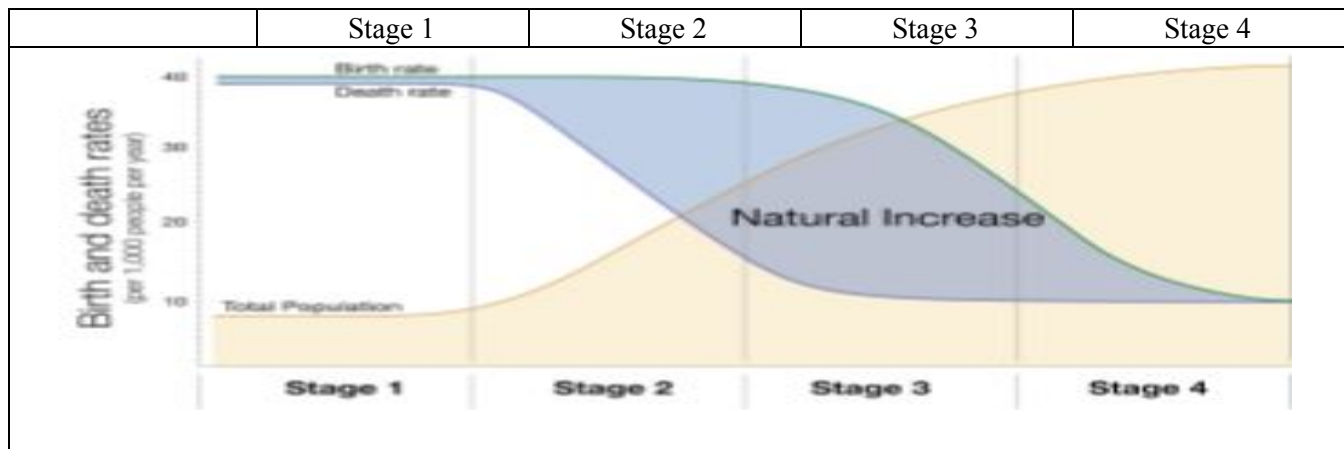 Stage 1 Stage 2 Stage 3 Stage 4
Birth rate
40
Death rate
30
Birth and death rates
(per 1,000 people per year)
20
Natural Increase
10
Total Population
Stage 1 Stage 2 Stage 3 Stage 4